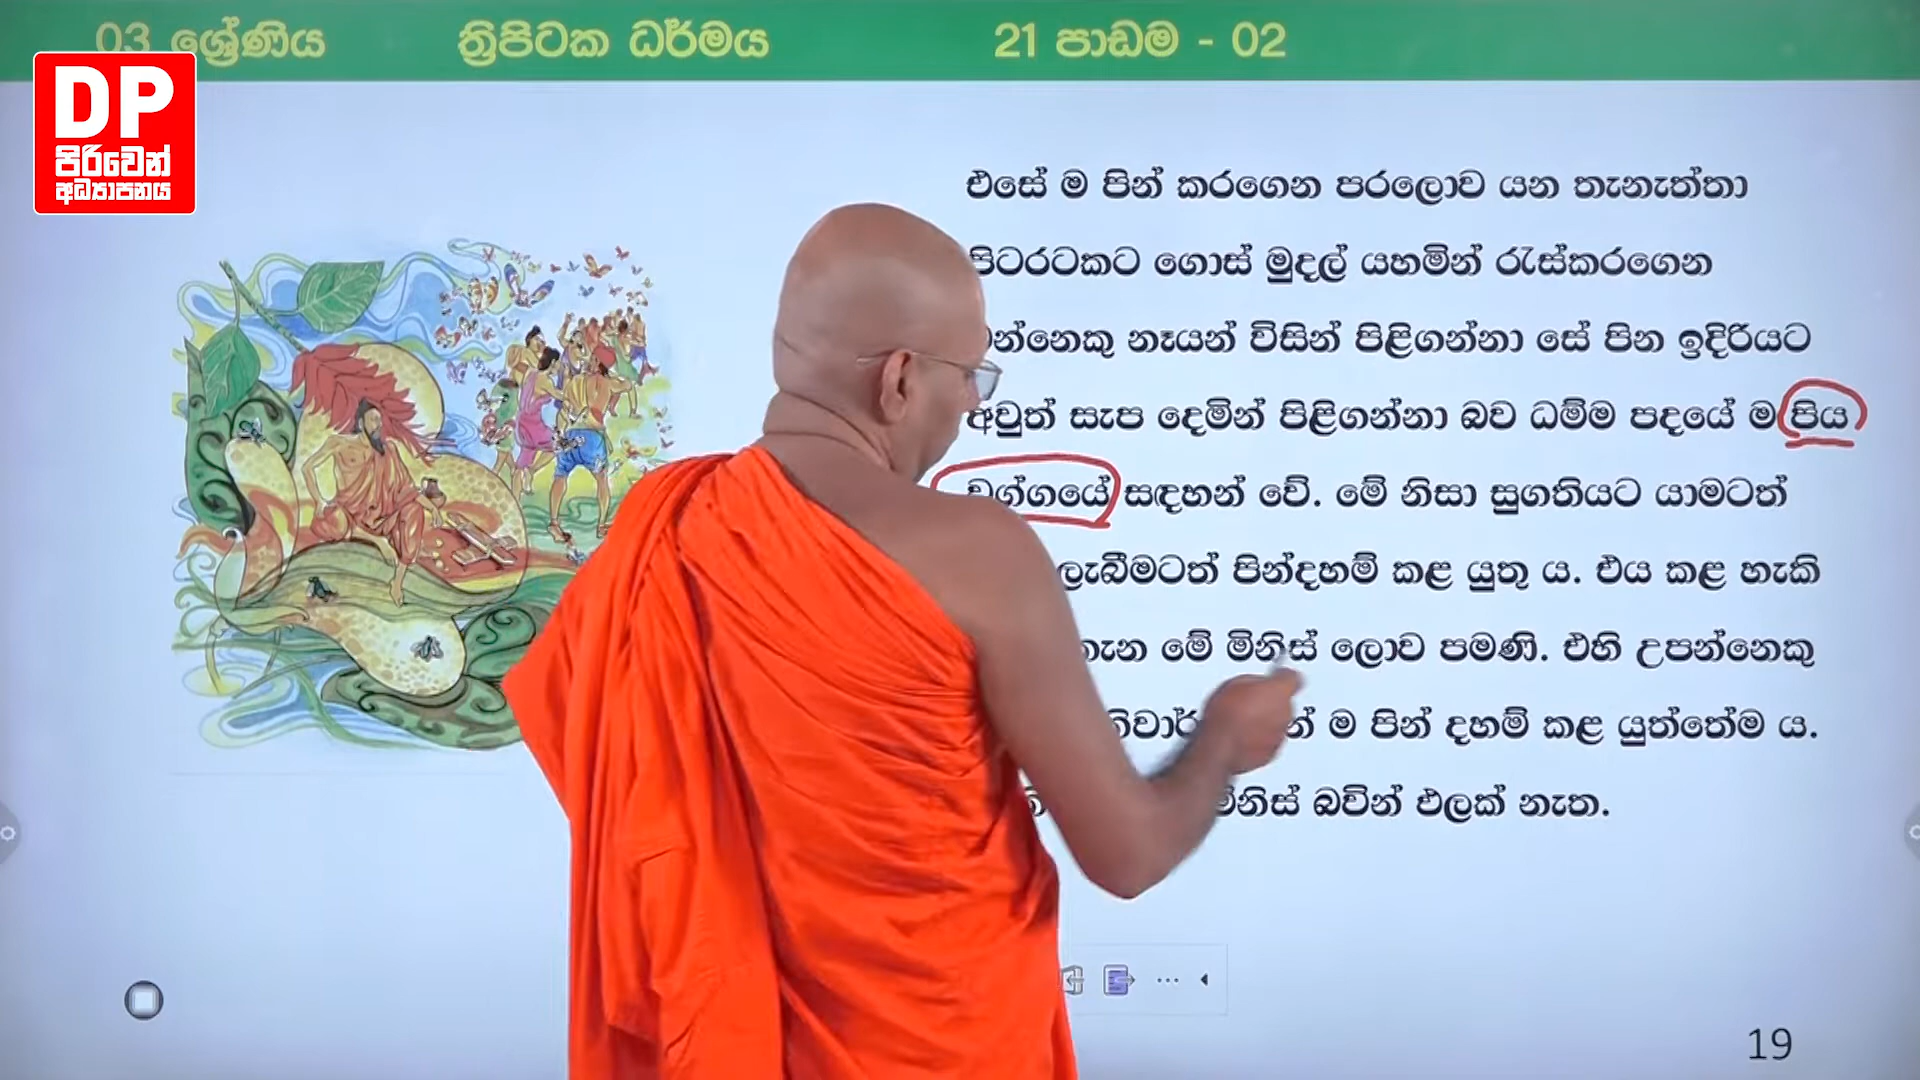 03 ශ්‍රේණිය ත්‍රිපිටක ධර්මය 21 පාඩම - 02
DP
පිරිවෙන්
අධ්‍යාපනය
එසේ ම පින් කරගෙන පරලොව යන තැනැත්තා
පිටරටකට ගොස් මුදල් යහමින් රැස්කරගෙන
එන්නෙකු නෑයන් විසින් පිළිගන්නා සේ පින ඉදිරියට
අවුත් සැප දෙමින් පිළිගන්නා බව ධම්ම පදයේ ම පිය
වග්ගයේ සඳහන් වේ. මේ නිසා සුගතියට යාමටත්
ලැබීමටත් පින්දහම් කළ යුතු ය. එය කළ හැකි
මේ මිනිස් ලොව පමණි. එහි උපන්නෙකු
ම පින් දහම් කළ යුත්තේම ය.
බවින් ඵලක් නැත.
19